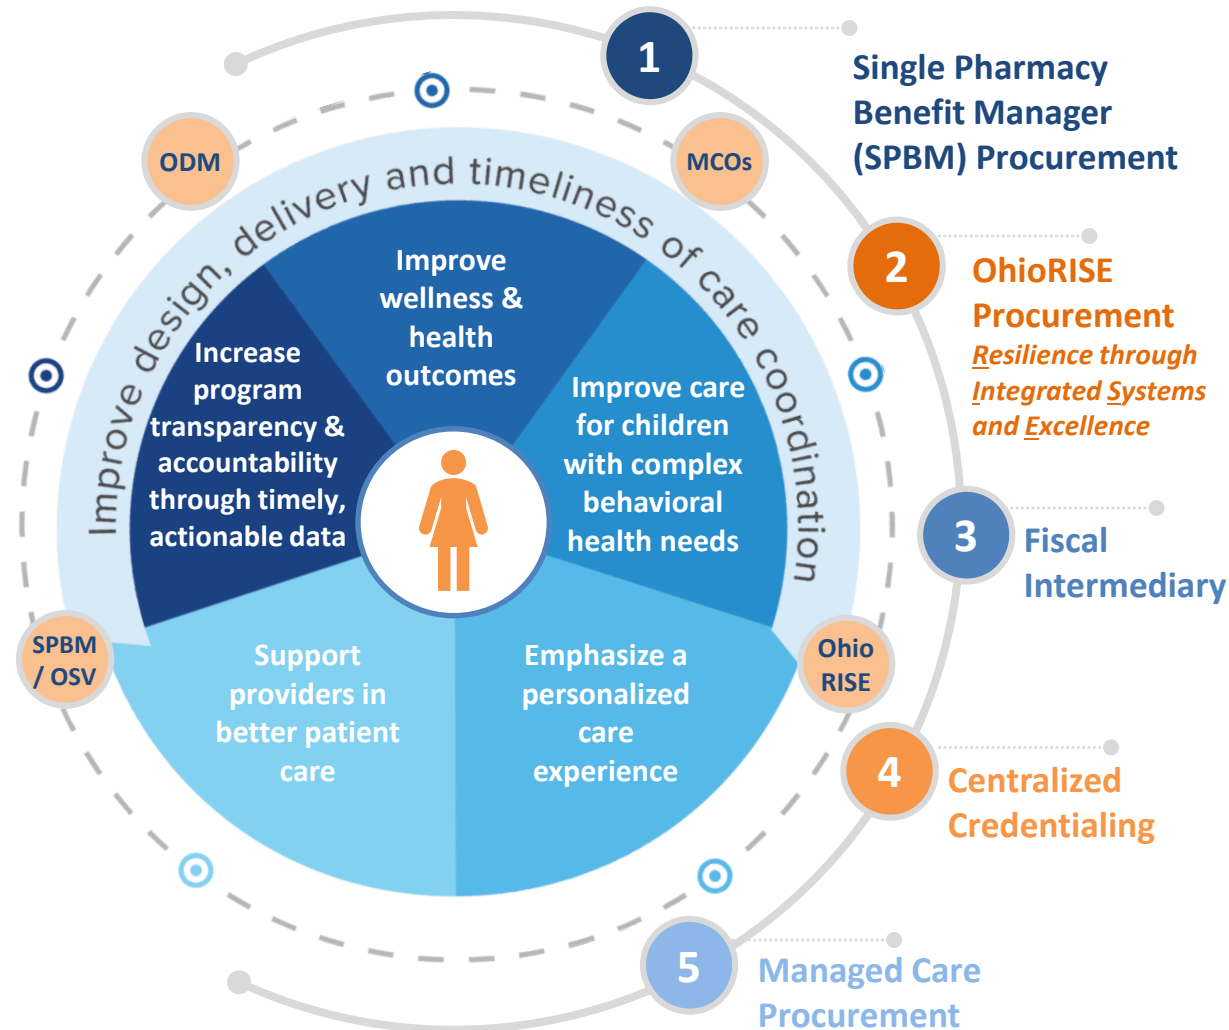 1
Single Pharmacy
Benefit Manager
(SPBM) Procurement
2
OhioRISE
Procurement
Resilience through
Integrated Systems
and Excellence
3
Fiscal
Intermediary
4
Centralized
Credentialing
5
Managed Care
Procurement
ODM
MCOs
SPBM
/ OSV
Ohio
RISE
Improve design, delivery and timeliness of care coordination
Improve
wellness &
health
outcomes
Increase
program
transparency &
accountability
through timely,
actionable data
Improve care
for children
with complex
behavioral
health needs
Support
providers in
better patient
care
Emphasize a
personalized
care
experience